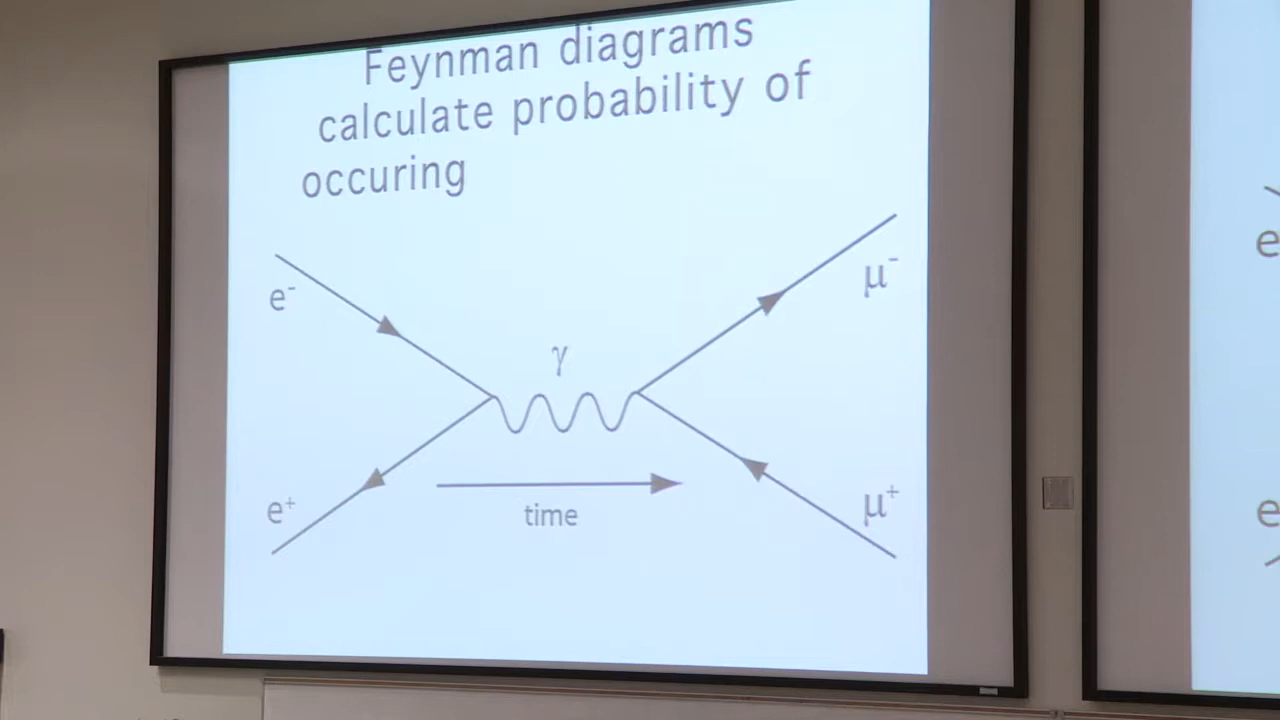 Feynman diagrams
calculate probability of
occuring
e⁻
μ⁻
γ
e⁺
μ⁺
time
e
e